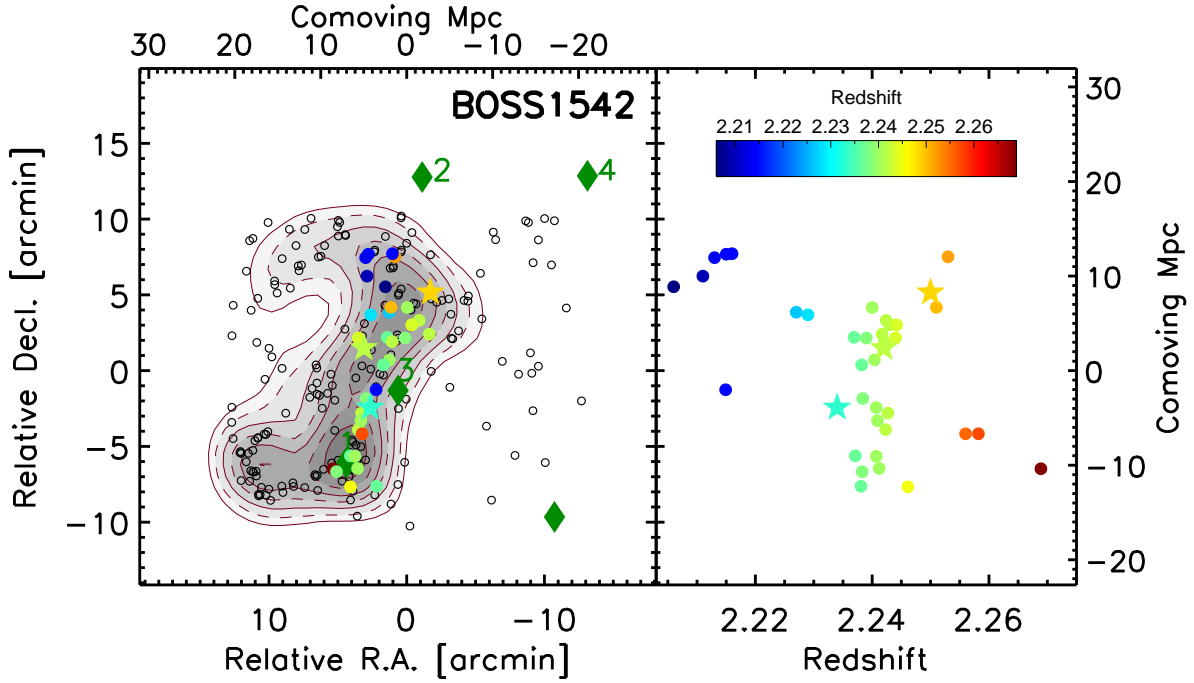 Comoving Mpc
30 20 10 0 −10 −20
BOSS1542
Relative Decl. [arcmin]
15
10
5
0
−5
−10
2
4
3
1
10 0 −10
Relative R.A. [arcmin]
Redshift
2.21 2.22 2.23 2.24 2.25 2.26
30
20
10
0
−10
−20
Comoving Mpc
2.22 2.24 2.26
Redshift